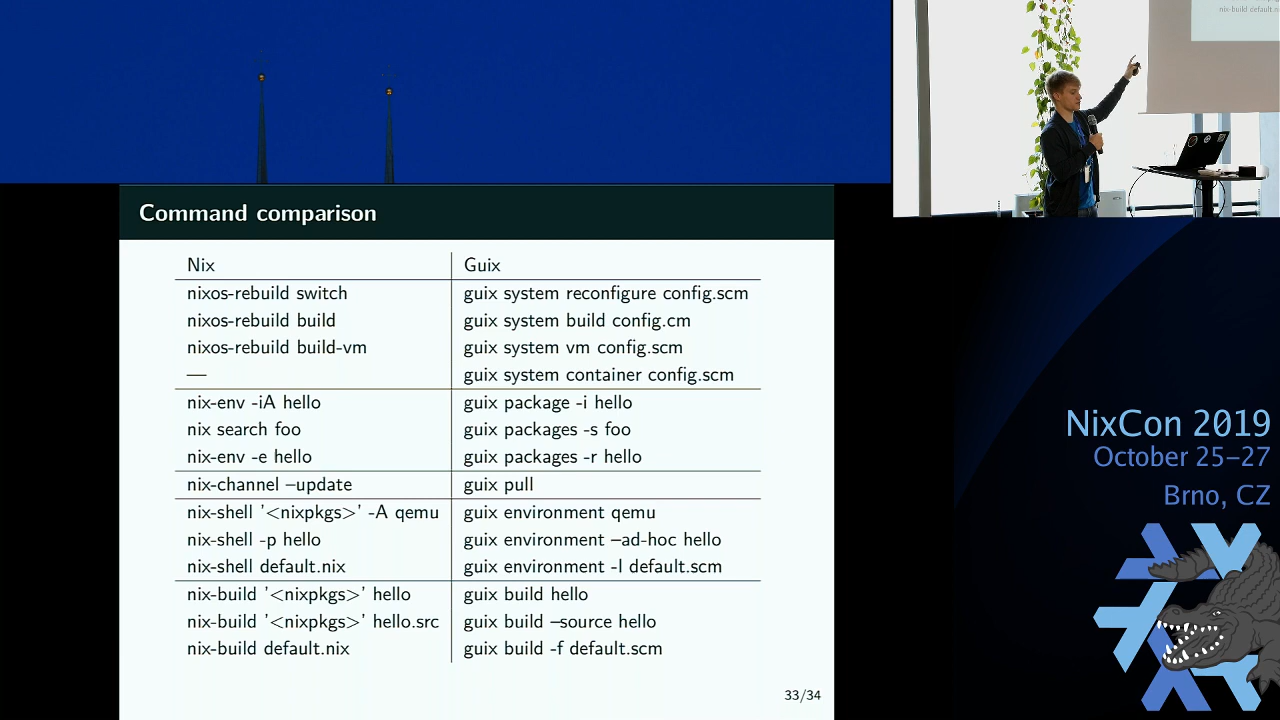 nix-build default.n
Command comparison
Nix Guix
nixos-rebuild switch guix system reconfigure config.scm
nixos-rebuild build guix system build config.cm
nixos-rebuild build-vm guix system vm config.scm
— guix system container config.scm
nix-env -iA hello guix package -i hello
nix search foo guix packages -s foo
nix-env -e hello guix packages -r hello
nix-channel –update guix pull
nix-shell '<nixpkgs>' -A qemu guix environment qemu
nix-shell -p hello guix environment –ad-hoc hello
nix-shell default.nix guix environment -l default.scm
nix-build '<nixpkgs>' hello guix build hello
nix-build '<nixpkgs>' hello.src guix build –source hello
nix-build default.nix guix build -f default.scm
33/34
NixCon 2019
October 25–27
Brno, CZ